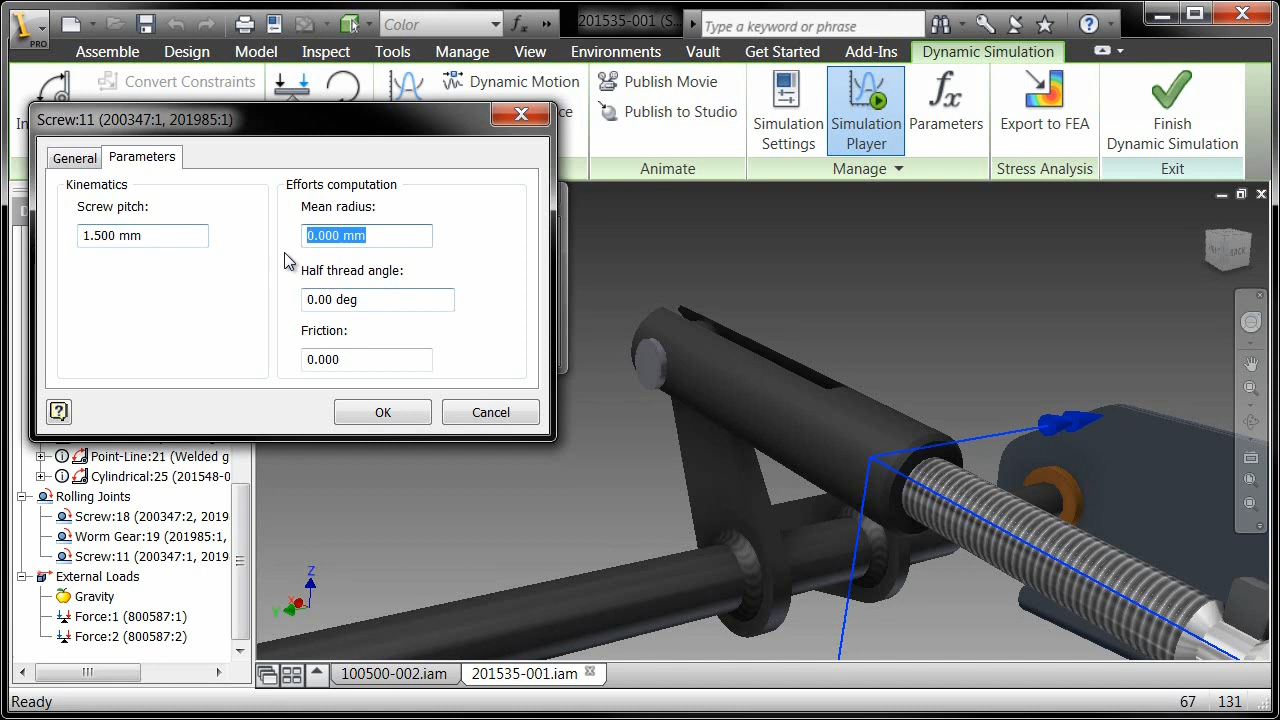 PRO
Color
fx
201535-001 (S...
Type a keyword or phrase
Assemble
Design
Model
Inspect
Tools
Manage
View
Environments
Vault
Get Started
Add-Ins
Dynamic Simulation
Convert Constraints
Dynamic Motion
Publish Movie
Publish to Studio
Simulation
Settings
Simulation
Player
fx
Parameters
Export to FEA
Finish
Dynamic Simulation
Animate
Manage
Stress Analysis
Exit
Screw:11 (200347:1, 201985:1)
General
Parameters
Kinematics
Screw pitch:
1.500 mm
Efforts computation
Mean radius:
0.000 mm
Half thread angle:
0.00 deg
Friction:
0.000
OK
Cancel
Point-Line:21 (Welded g
Cylindrical:25 (201548-0
Rolling Joints
Screw:18 (200347:2, 2019
Worm Gear:19 (201985:1,
Screw:11 (200347:1, 2019
External Loads
Gravity
Force:1 (800587:1)
Force:2 (800587:2)
BACK
Z
X
Y
100500-002.iam
201535-001.iam
Ready
67
131